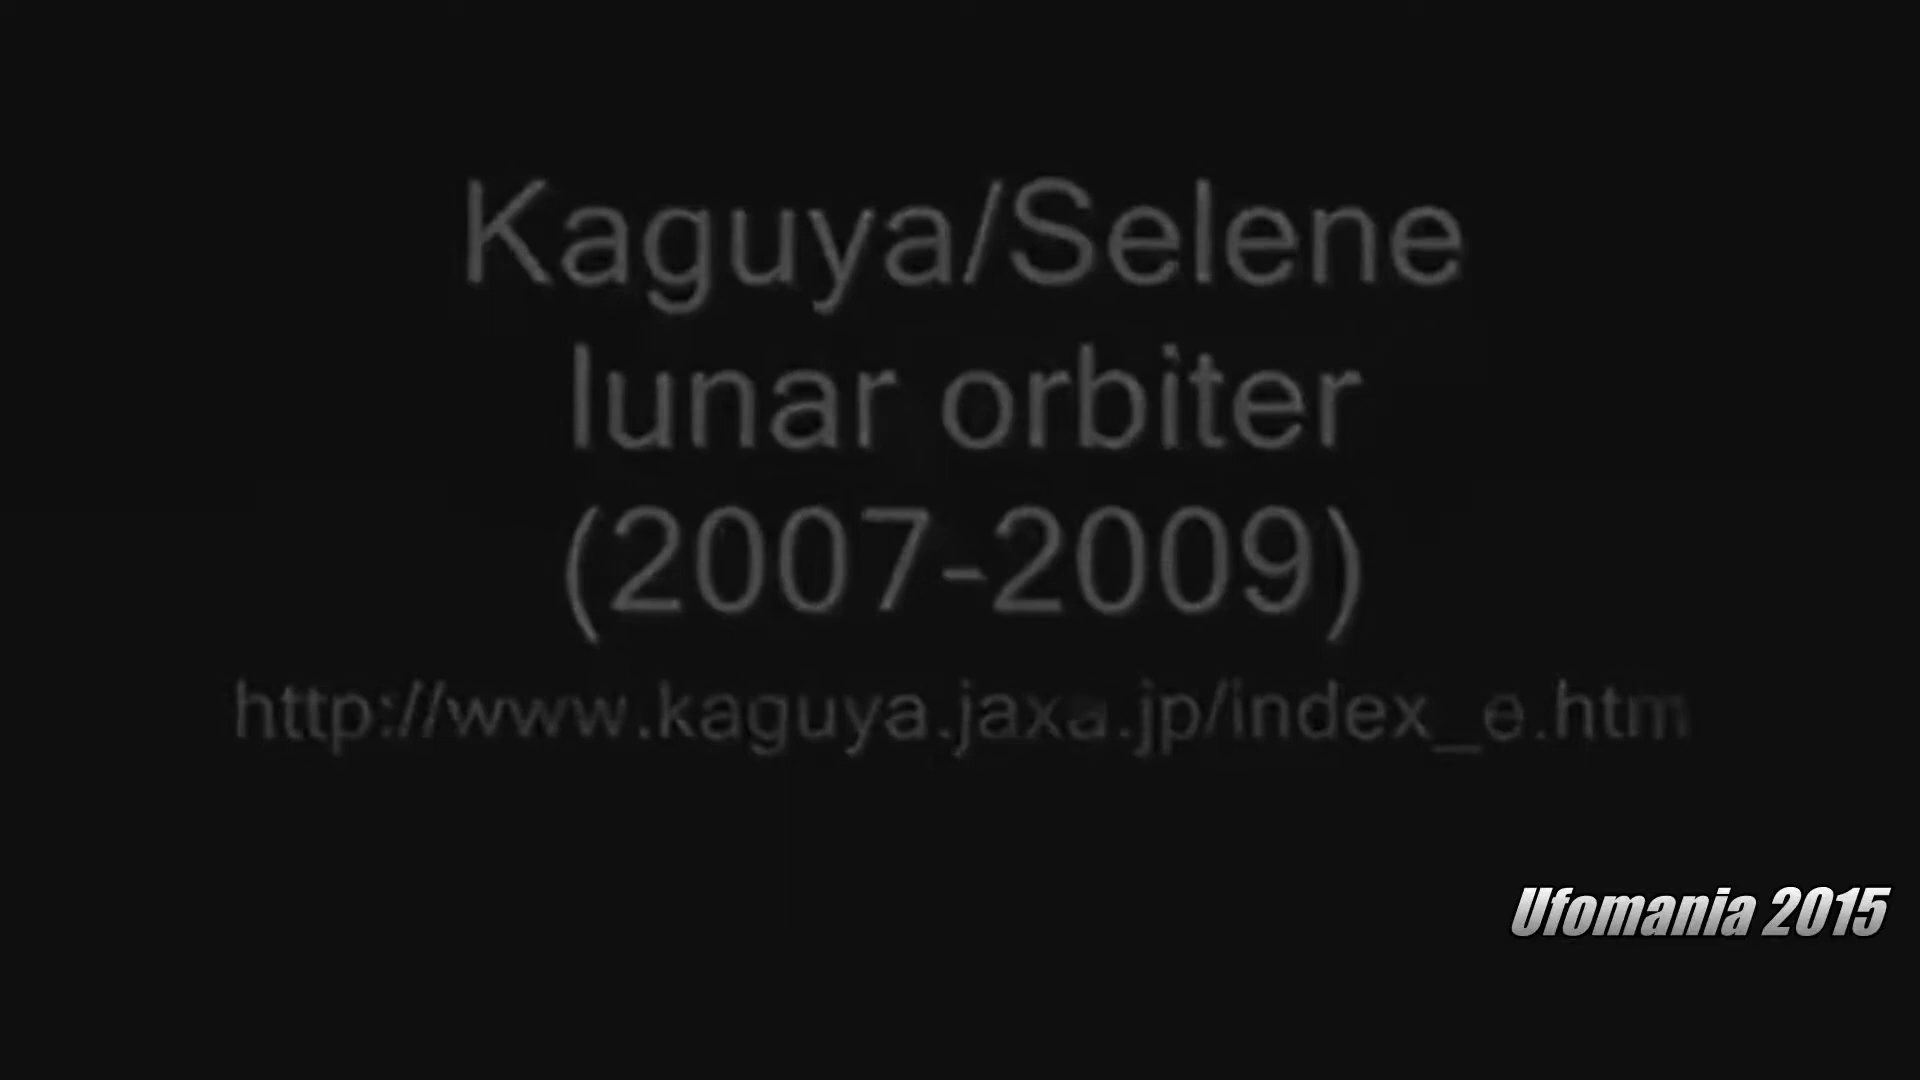 Kaguya/Selene
lunar orbiter
(2007-2009)
http://www.kaguya.jaxa.jp/index_e.htm
Ufomania 2015